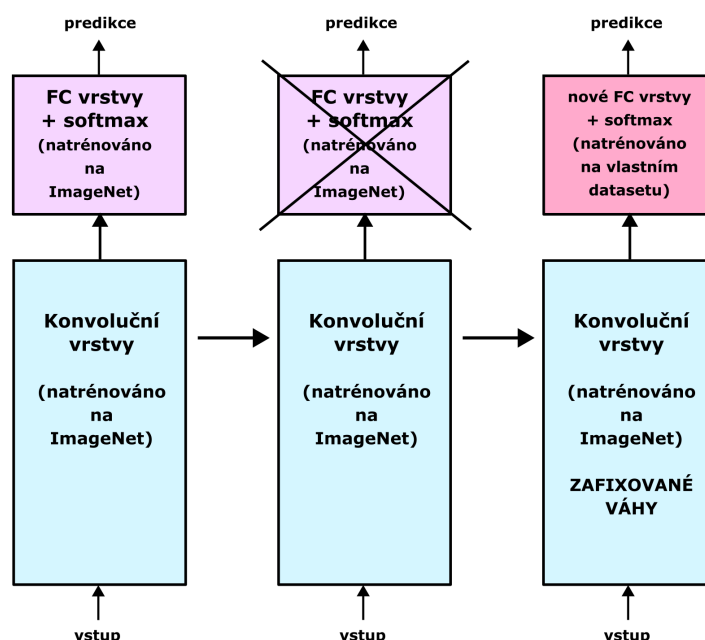 predikce
FC vrstvy
+ softmax
(natrénováno
na
ImageNet)
Konvoluční
vrstvy
(natrénováno
na
ImageNet)
vstup
predikce
FC vrstvy
+ softmax
(natrénováno
na
ImageNet)
Konvoluční
vrstvy
(natrénováno
na
ImageNet)
vstup
predikce
nové FC vrstvy
+ softmax
(natrénováno
na vlastním
datasetu)
Konvoluční
vrstvy
(natrénováno
na
ImageNet)
ZAFIXOVANÉ
VÁHY
vstup